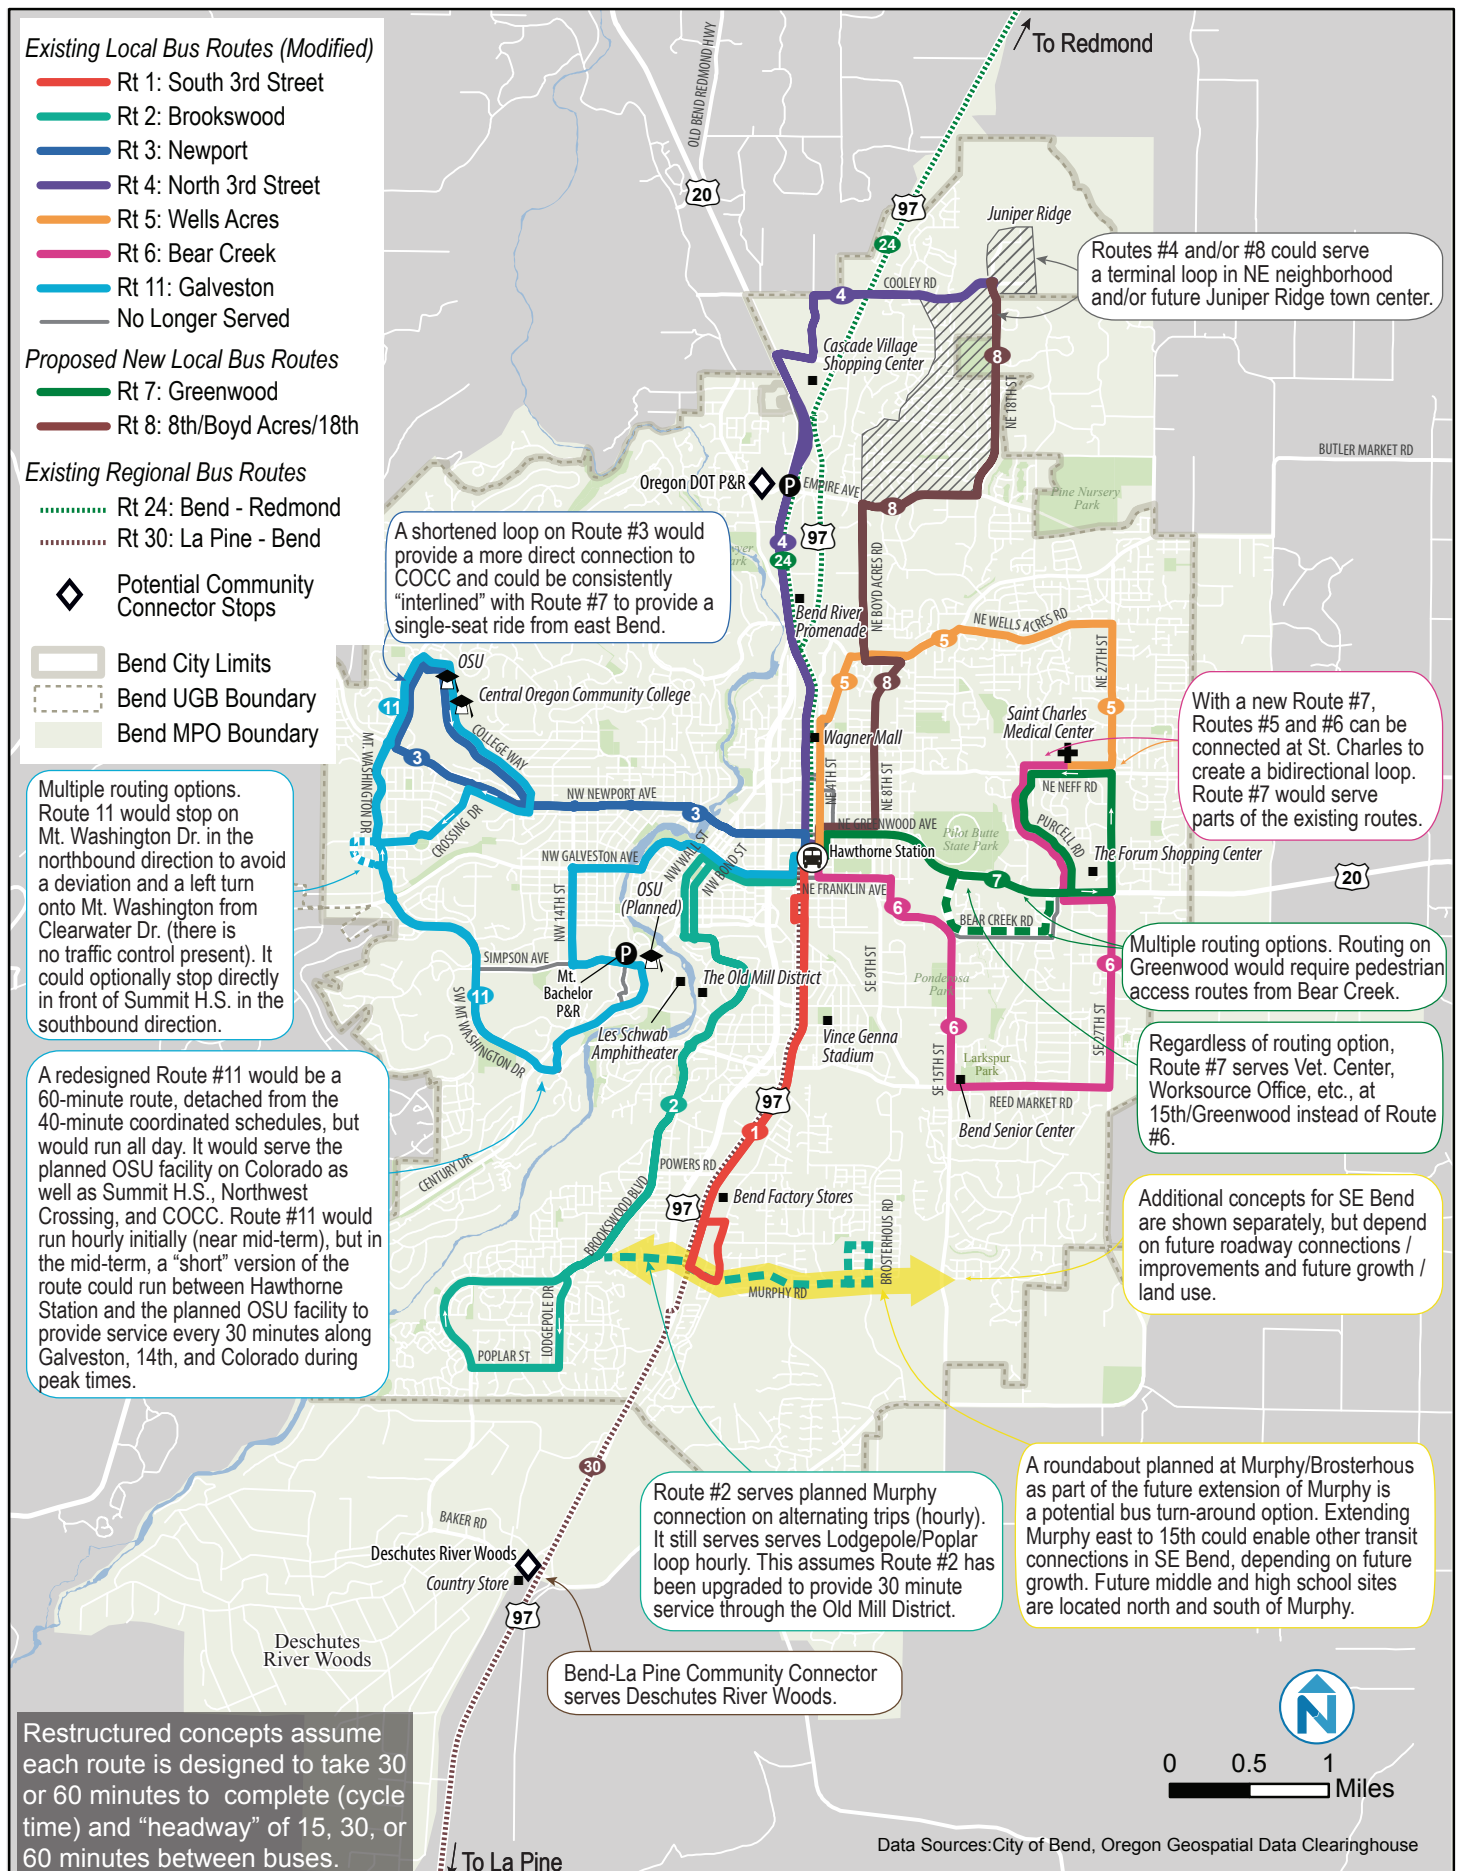 Existing Local Bus Routes (Modified)
Rt 1: South 3rd Street
Rt 2: Brookswood
Rt 3: Newport
Rt 4: North 3rd Street
Rt 5: Wells Acres
Rt 6: Bear Creek
Rt 11: Galveston
No Longer Served
Proposed New Local Bus Routes
Rt 7: Greenwood
Rt 8: 8th/Boyd Acres/18th
Existing Regional Bus Routes
Rt 24: Bend - Redmond
Rt 30: La Pine - Bend
Potential Community
Connector Stops
Bend City Limits
Bend UGB Boundary
Bend MPO Boundary
To Redmond
OLD BEND REDMOND HWY
20
97
24
Juniper Ridge
Routes #4 and/or #8 could serve
a terminal loop in NE neighborhood
and/or future Juniper Ridge town center.
COOLEY RD
4
Cascade Village
Shopping Center
8
NE 18TH ST
BUTLER MARKET RD
Oregon DOT P&R
P
EMPIRE AVE
Pine Nursery
Park
8
A shortened loop on Route #3 would
provide a more direct connection to
COCC and could be consistently
“interlined” with Route #7 to provide a
single-seat ride from east Bend.
4
97
24
NE BOYD ACRES RD
Bend River
Promenade
NE WELLS ACRES RD
5
NE 27TH ST
OSU
Central Oregon Community College
11
COLLEGE WAY
3
MT. WASHINGTON DR
5
8
5
Saint Charles
Medical Center
Wagner Mall
With a new Route #7,
Routes #5 and #6 can be
connected at St. Charles to
create a bidirectional loop.
Route #7 would serve
parts of the existing routes.
NE NEFF RD
Multiple routing options.
Route 11 would stop on
Mt. Washington Dr. in the
northbound direction to avoid
a deviation and a left turn
onto Mt. Washington from
Clearwater Dr. (there is
no traffic control present). It
could optionally stop directly
in front of Summit H.S. in the
southbound direction.
CROSSING DR
NW NEWPORT AVE
3
NE 4TH ST
NE 8TH ST
NE GREENWOOD AVE
Pilot Butte
State Park
PURCELL RD
The Forum Shopping Center
Hawthorne Station
NW GALVESTON AVE
NW WALL ST
NW BOND ST
NE FRANKLIN AVE
7
20
6
BEAR CREEK RD
NW 14TH ST
OSU
(Planned)
P
SIMPSON AVE
Mt.
Bachelor
P&R
The Old Mill District
Les Schwab
Amphitheater
11
SW MT WASHINGTON DR
SE 9TH ST
Ponderosa
Park
6
Multiple routing options. Routing on
Greenwood would require pedestrian
access routes from Bear Creek.
Vince Genna
Stadium
6
SE 15TH ST
Larkspur
Park
SE 27TH ST
REED MARKET RD
Bend Senior Center
Regardless of routing option,
Route #7 serves Vet. Center,
Worksource Office, etc., at
15th/Greenwood instead of Route
#6.
A redesigned Route #11 would be a
60-minute route, detached from the
40-minute coordinated schedules, but
would run all day. It would serve the
planned OSU facility on Colorado as
well as Summit H.S., Northwest
Crossing, and COCC. Route #11 would
run hourly initially (near mid-term), but in
the mid-term, a “short” version of the
route could run between Hawthorne
Station and the planned OSU facility to
provide service every 30 minutes along
Galveston, 14th, and Colorado during
peak times.
97
2
1
CENTURY DR
POWERS RD
BROOKSWOOD BLVD
97
Bend Factory Stores
BROSTERHOUS RD
Additional concepts for SE Bend
are shown separately, but depend
on future roadway connections /
improvements and future growth /
land use.
MURPHY RD
LODGEPOLE DR
POPLAR ST
30
Route #2 serves planned Murphy
connection on alternating trips (hourly).
It still serves serves Lodgepole/Poplar
loop hourly. This assumes Route #2 has
been upgraded to provide 30 minute
service through the Old Mill District.
A roundabout planned at Murphy/Brosterhous
as part of the future extension of Murphy is
a potential bus turn-around option. Extending
Murphy east to 15th could enable other transit
connections in SE Bend, depending on future
growth. Future middle and high school sites
are located north and south of Murphy.
BAKER RD
Deschutes River Woods
Country Store
97
Deschutes
River Woods
Bend-La Pine Community Connector
serves Deschutes River Woods.
Restructured concepts assume
each route is designed to take 30
or 60 minutes to complete (cycle
time) and “headway” of 15, 30, or
60 minutes between buses.
To La Pine
N
0 0.5 1
Miles
Data Sources:City of Bend, Oregon Geospatial Data Clearinghouse